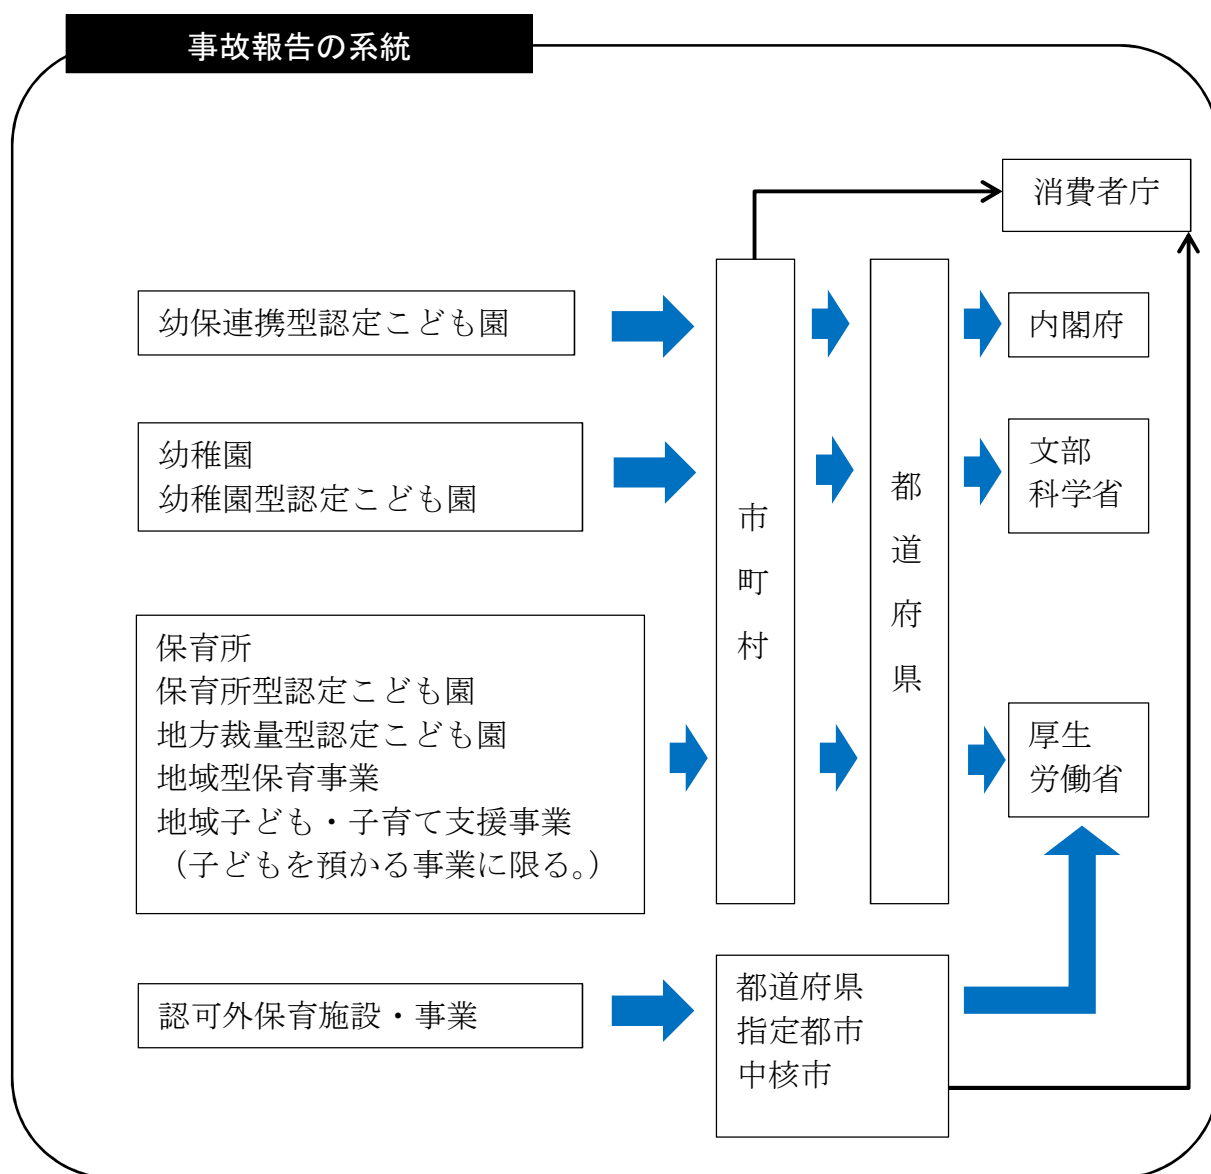 事故報告の系統
消費者庁
幼保連携型認定こども園
内閣府
幼稚園
幼稚園型認定こども園
文部
科学省
市町村
都道府県
保育所
保育所型認定こども園
地方裁量型認定こども園
地域型保育事業
地域子ども・子育て支援事業
（子どもを預かる事業に限る。）
厚生
労働省
認可外保育施設・事業
都道府県
指定都市
中核市